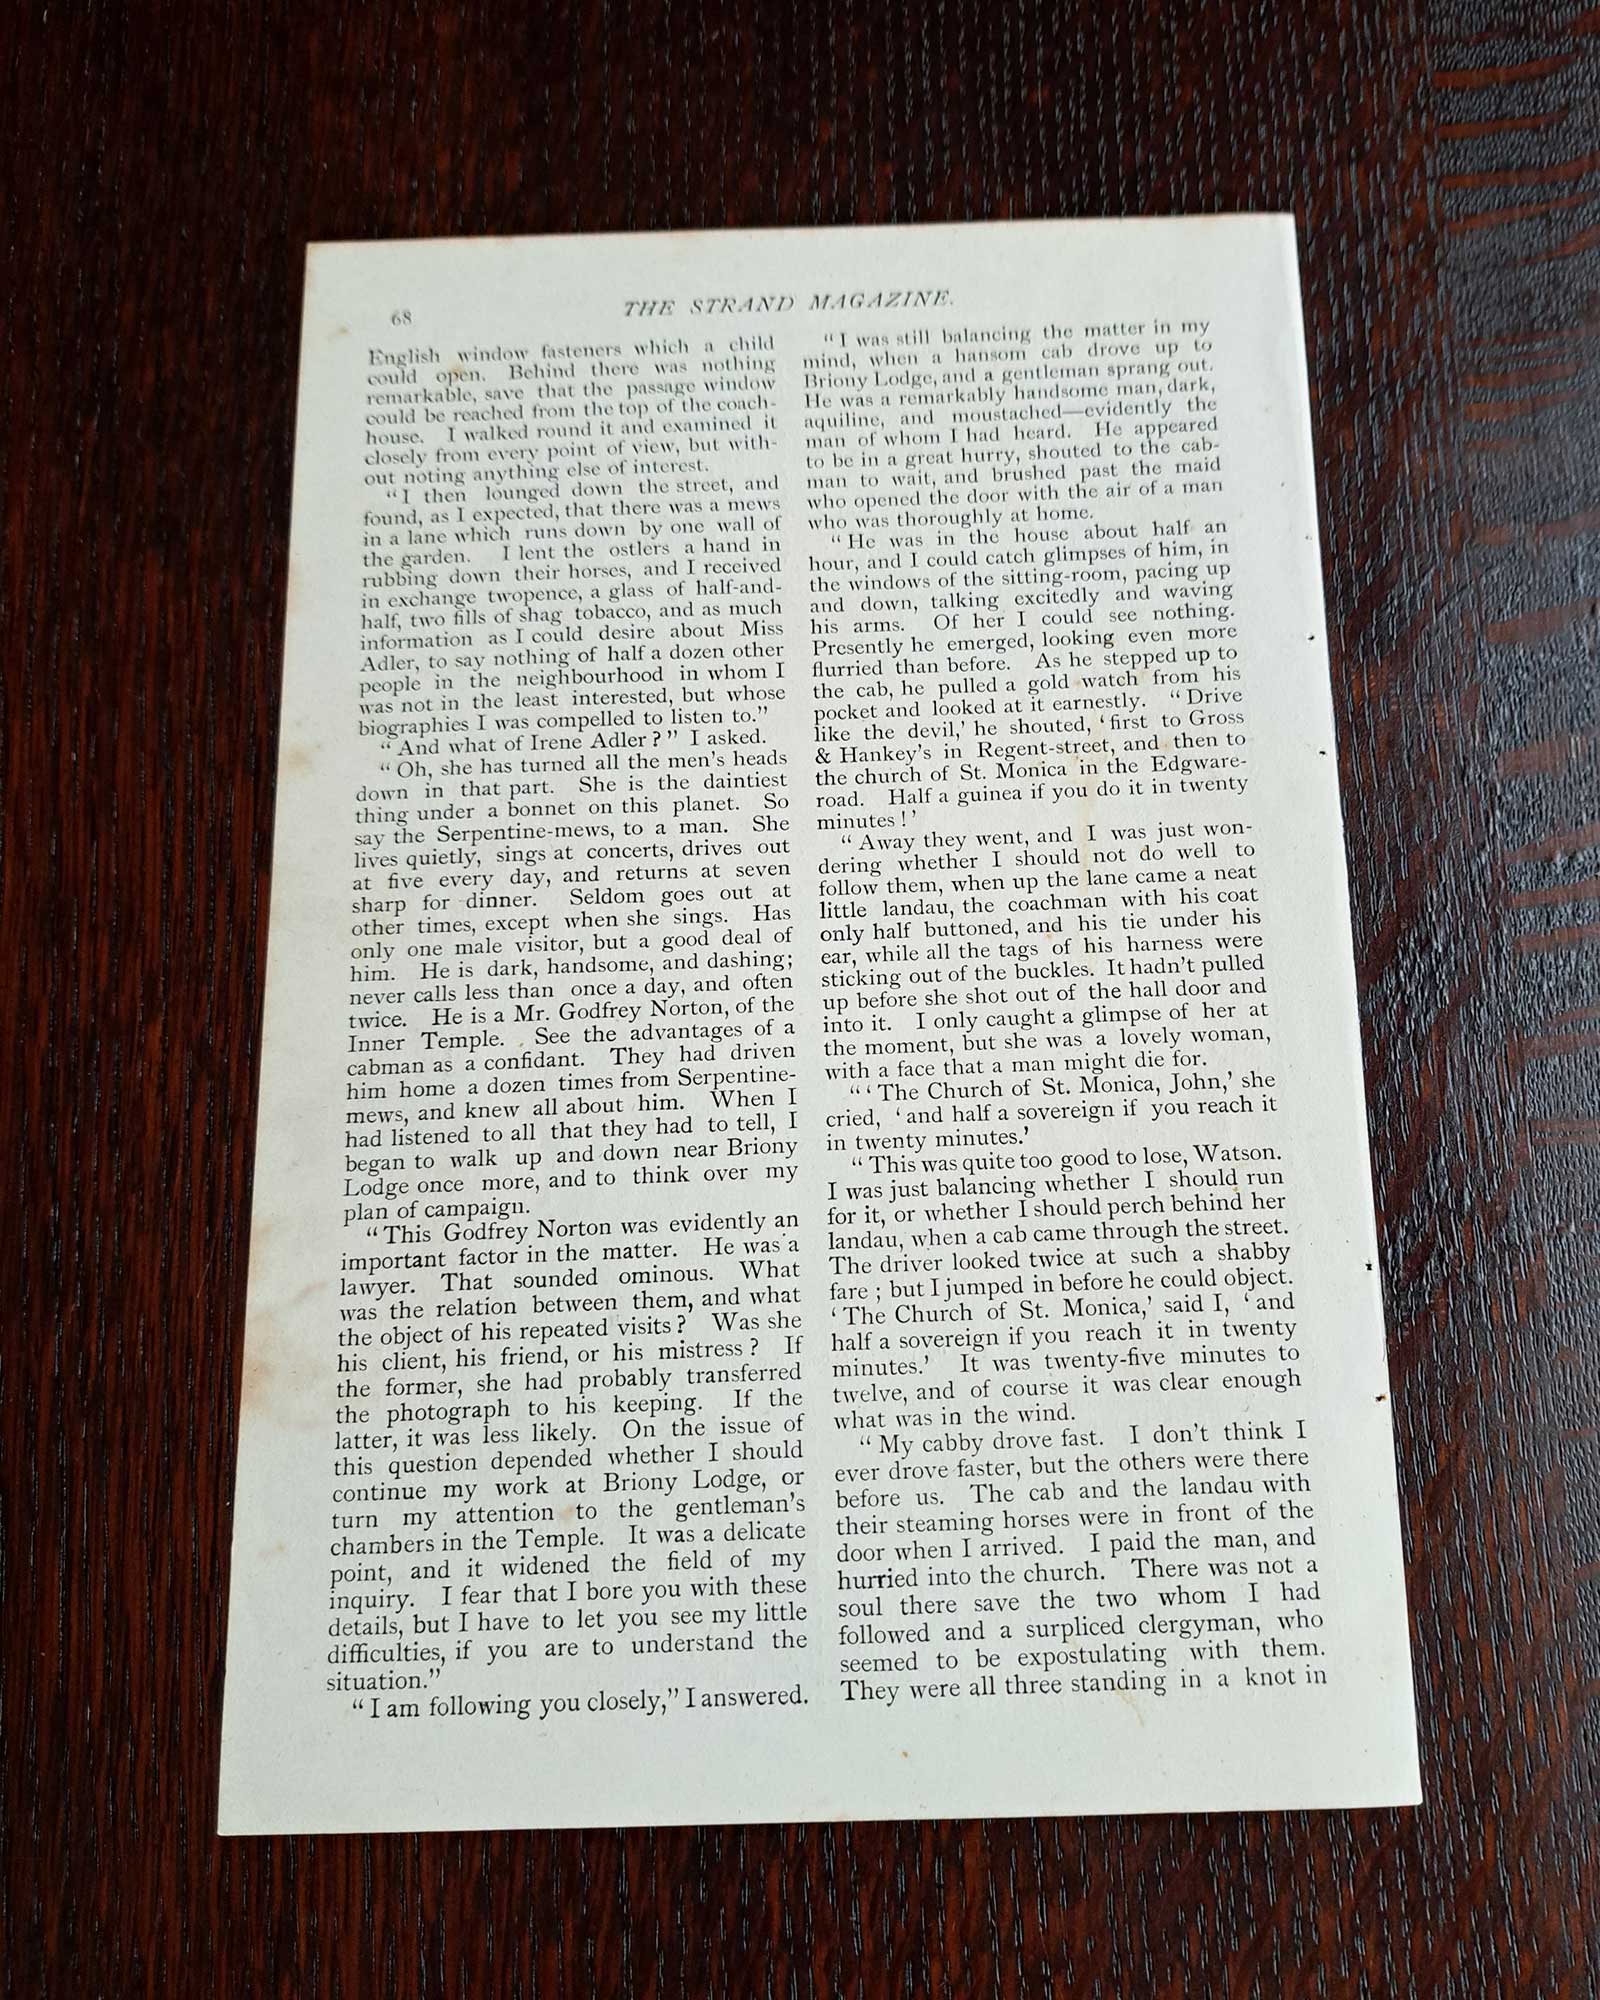 68
THE STRAND MAGAZINE.
English window fasteners which a child
could open. Behind there was nothing
remarkable, save that the passage window
could be reached from the top of the coach-
house. I walked round it and examined it
closely from every point of view, but with-
out noting anything else of interest.
“I then lounged down the street, and
found, as I expected, that there was a mews
in a lane which runs down by one wall of
the garden. I lent the ostlers a hand in
rubbing down their horses, and I received
in exchange twopence, a glass of half-and-
half, two fills of shag tobacco, and as much
information as I could desire about Miss
Adler, to say nothing of half a dozen other
people in the neighbourhood in whom I
was not in the least interested, but whose
biographies I was compelled to listen to.”
“And what of Irene Adler?” I asked.
“Oh, she has turned all the men's heads
down in that part. She is the daintiest
thing under a bonnet on this planet. So
say the Serpentine-mews, to a man. She
lives quietly, sings at concerts, drives out
at five every day, and returns at seven
sharp for dinner. Seldom goes out at
other times, except when she sings. Has
only one male visitor, but a good deal of
him. He is dark, handsome, and dashing;
never calls less than once a day, and often
twice. He is a Mr. Godfrey Norton, of the
Inner Temple. See the advantages of a
cabman as a confidant. They had driven
him home a dozen times from Serpentine-
mews, and knew all about him. When I
had listened to all that they had to tell, I
began to walk up and down near Briony
Lodge once more, and to think over my
plan of campaign.
“This Godfrey Norton was evidently an
important factor in the matter. He was a
lawyer. That sounded ominous. What
was the relation between them, and what
the object of his repeated visits? Was she
his client, his friend, or his mistress? If
the former, she had probably transferred
the photograph to his keeping. If the
latter, it was less likely. On the issue of
this question depended whether I should
continue my work at Briony Lodge, or
turn my attention to the gentleman's
chambers in the Temple. It was a delicate
point, and it widened the field of my
inquiry. I fear that I bore you with these
details, but I have to let you see my little
difficulties, if you are to understand the
situation.”
“I am following you closely,” I answered.
“I was still balancing the matter in my
mind, when a hansom cab drove up to
Briony Lodge, and a gentleman sprang out.
He was a remarkably handsome man, dark,
aquiline, and moustached—evidently the
man of whom I had heard. He appeared
to be in a great hurry, shouted to the cab-
man to wait, and brushed past the maid
who opened the door with the air of a man
who was thoroughly at home.
“He was in the house about half an
hour, and I could catch glimpses of him, in
the windows of the sitting-room, pacing up
and down, talking excitedly and waving
his arms. Of her I could see nothing.
Presently he emerged, looking even more
flurried than before. As he stepped up to
the cab, he pulled a gold watch from his
pocket and looked at it earnestly. “Drive
like the devil,’ he shouted, ‘first to Gross
& Hankey's in Regent-street, and then to
the church of St. Monica in the Edgware-
road. Half a guinea if you do it in twenty
minutes!’
“Away they went, and I was just won-
dering whether I should not do well to
follow them, when up the lane came a neat
little landau, the coachman with his coat
only half buttoned, and his tie under his
ear, while all the tags of his harness were
sticking out of the buckles. It hadn't pulled
up before she shot out of the hall door and
into it. I only caught a glimpse of her at
the moment, but she was a lovely woman,
with a face that a man might die for.
“‘The Church of St. Monica, John,’ she
cried, ‘and half a sovereign if you reach it
in twenty minutes.’
“This was quite too good to lose, Watson.
I was just balancing whether I should run
for it, or whether I should perch behind her
landau, when a cab came through the street.
The driver looked twice at such a shabby
fare; but I jumped in before he could object.
‘The Church of St. Monica,’ said I, ‘and
half a sovereign if you reach it in twenty
minutes.’ It was twenty-five minutes to
twelve, and of course it was clear enough
what was in the wind.
“My cabby drove fast. I don't think I
ever drove faster, but the others were there
before us. The cab and the landau with
their steaming horses were in front of the
door when I arrived. I paid the man, and
hurried into the church. There was not a
soul there save the two whom I had
followed and a surpliced clergyman, who
seemed to be expostulating with them.
They were all three standing in a knot in